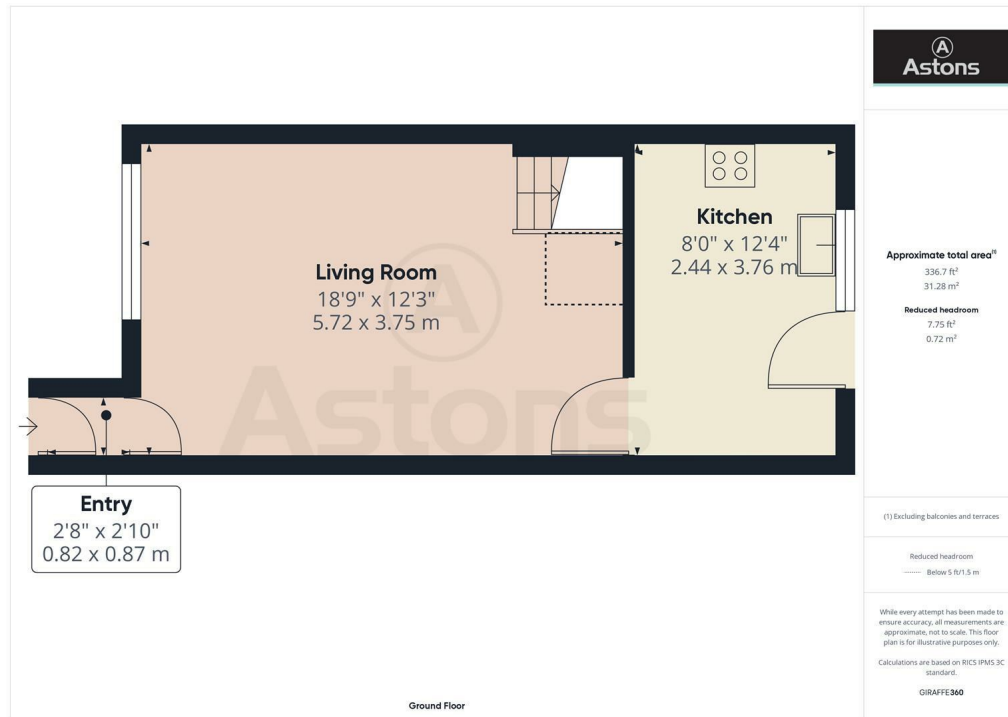 A
Astons
Living Room
18'9" x 12'3"
5.72 x 3.75 m
Kitchen
8'0" x 12'4"
2.44 x 3.76 m
A
Astons
Entry
2'8" x 2'10"
0.82 x 0.87 m
Ground Floor
Approximate total area(1)
336.7 ft²
31.28 m²
Reduced headroom
7.75 ft²
0.72 m²
(1) Excluding balconies and terraces
Reduced headroom
Below 5 ft/1.5 m
While every attempt has been made to
ensure accuracy, all measurements are
approximate, not to scale. This floor
plan is for illustrative purposes only.
Calculations are based on RICS IPMS 3C
standard.
GIRAFFE360